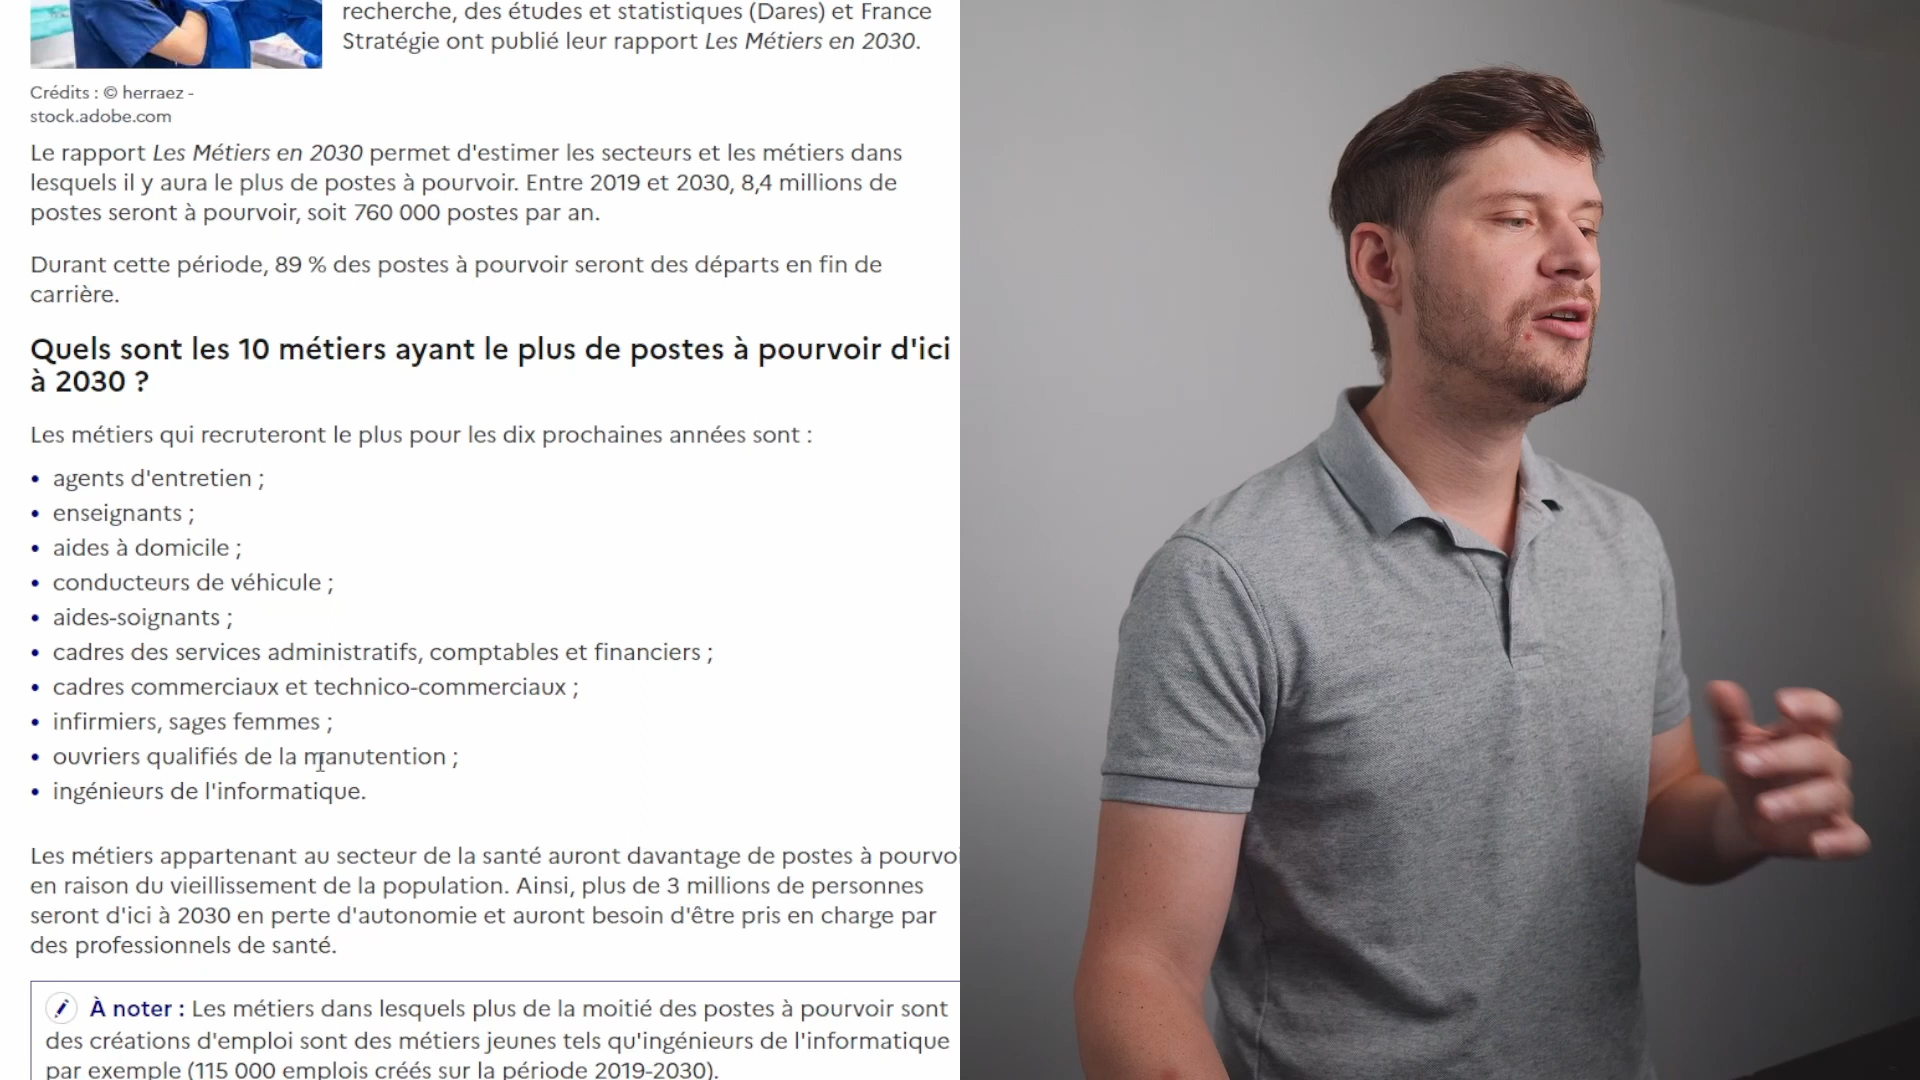 recherche, des études et statistiques (Dares) et France
Stratégie ont publié leur rapport Les Métiers en 2030.
Crédits : © herraez -
stock.adobe.com
Le rapport Les Métiers en 2030 permet d'estimer les secteurs et les métiers dans
lesquels il y aura le plus de postes à pourvoir. Entre 2019 et 2030, 8,4 millions de
postes seront à pourvoir, soit 760 000 postes par an.
Durant cette période, 89 % des postes à pourvoir seront des départs en fin de
carrière.
Quels sont les 10 métiers ayant le plus de postes à pourvoir d'ici
à 2030 ?
Les métiers qui recruteront le plus pour les dix prochaines années sont :
• agents d'entretien ;
• enseignants ;
• aides à domicile ;
• conducteurs de véhicule ;
• aides-soignants ;
• cadres des services administratifs, comptables et financiers ;
• cadres commerciaux et technico-commerciaux ;
• infirmiers, sages femmes ;
• ouvriers qualifiés de la manutention ;
• ingénieurs de l'informatique.
Les métiers appartenant au secteur de la santé auront davantage de postes à pourvoi
en raison du vieillissement de la population. Ainsi, plus de 3 millions de personnes
seront d'ici à 2030 en perte d'autonomie et auront besoin d'être pris en charge par
des professionnels de santé.
À noter : Les métiers dans lesquels plus de la moitié des postes à pourvoir sont
des créations d'emploi sont des métiers jeunes tels qu'ingénieurs de l'informatique
par exemple (115 000 emplois créés sur la période 2019-2030).